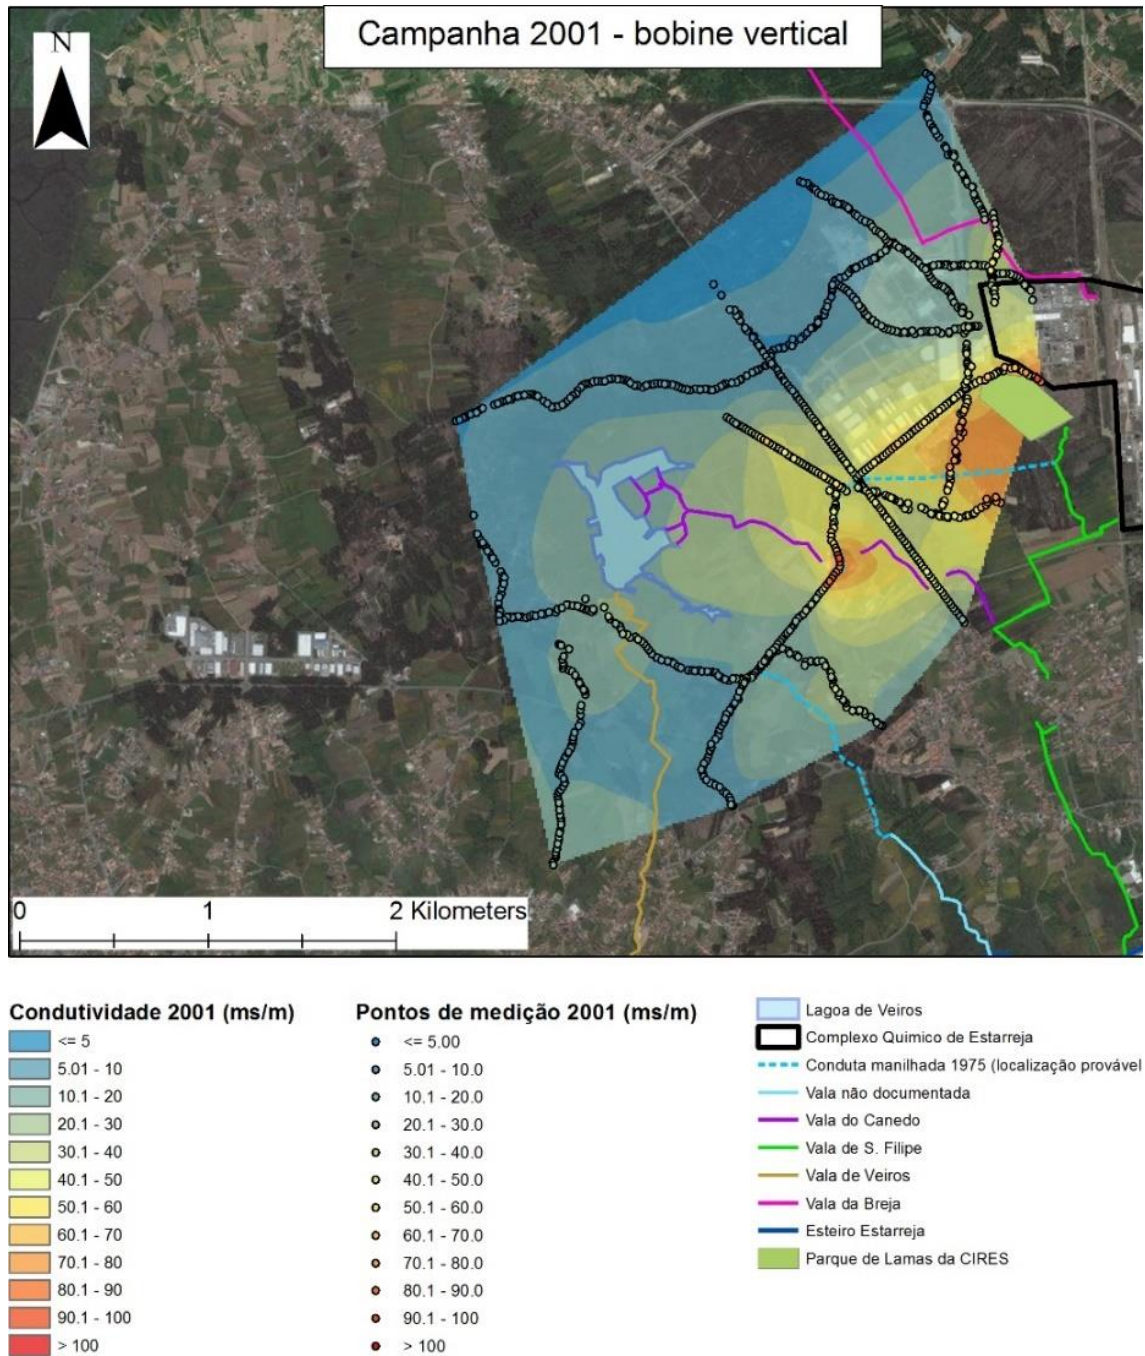 Campanha 2001 - bobine vertical
N
0 1 2 Kilometers
Condutividade 2001 (ms/m)
<= 5
5.01 - 10
10.1 - 20
20.1 - 30
30.1 - 40
40.1 - 50
50.1 - 60
60.1 - 70
70.1 - 80
80.1 - 90
90.1 - 100
> 100
Pontos de medição 2001 (ms/m)
<= 5.00
5.01 - 10.0
10.1 - 20.0
20.1 - 30.0
30.1 - 40.0
40.1 - 50.0
50.1 - 60.0
60.1 - 70.0
70.1 - 80.0
80.1 - 90.0
90.1 - 100
> 100
Lagoa de Veiros
Complexo Quimico de Estarreja
Conduta manilhada 1975 (localização provável
Vala não documentada
Vala do Canedo
Vala de S. Filipe
Vala de Veiros
Vala da Breja
Esteiro Estarreja
Parque de Lamas da CIRES